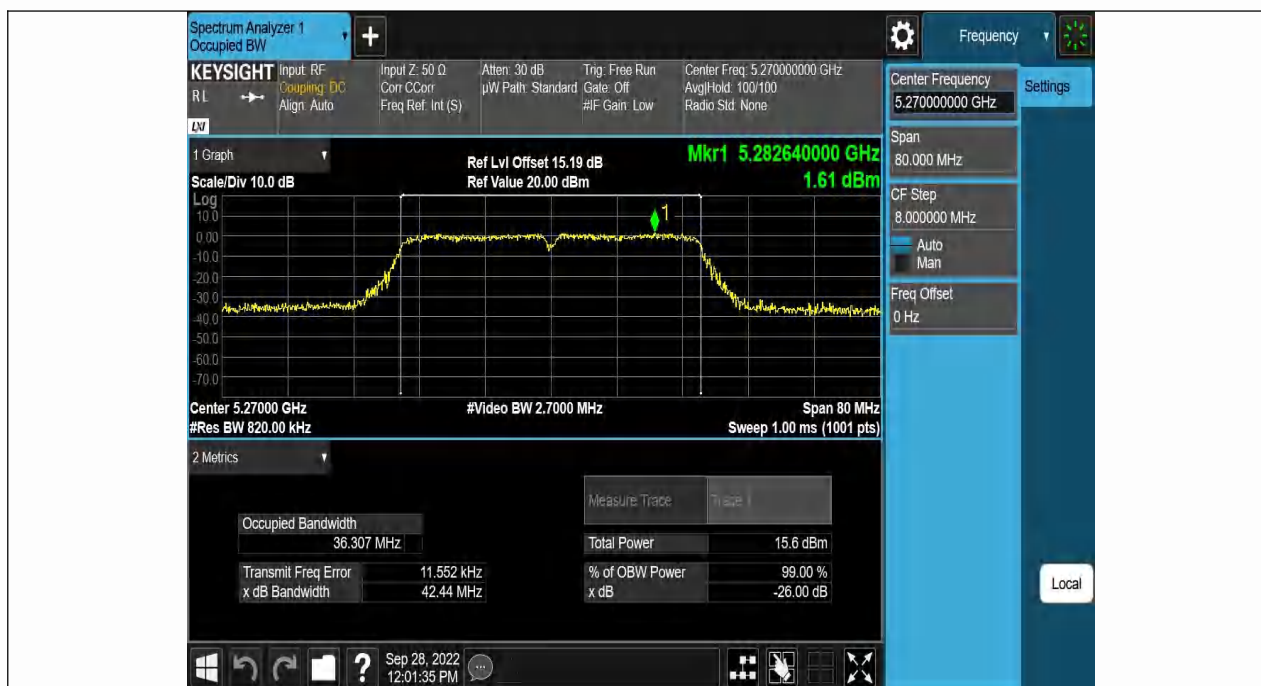 Spectrum Analyzer 1
Occupied BW
+
Frequency
KEYSIGHT
RL
LXI
Input: RF
Coupling: DC
Align: Auto
Input Z: 50 Ω
Corr CCorr
Freq Ref: Int (S)
Atten: 30 dB
µW Path: Standard
Trig: Free Run
Gate: Off
#IF Gain: Low
Center Freq: 5.270000000 GHz
Avg|Hold: 100/100
Radio Std: None
Center Frequency
5.270000000 GHz
Settings
Span
80.000 MHz
CF Step
8.000000 MHz
Auto
Man
Freq Offset
0 Hz
Local
1 Graph
Scale/Div 10.0 dB
Ref Lvl Offset 15.19 dB
Ref Value 20.00 dBm
Mkr1 5.282640000 GHz
1.61 dBm
Log
10.0
0.00
-10.0
-20.0
-30.0
-40.0
-50.0
-60.0
-70.0
1
Center 5.27000 GHz
#Video BW 2.7000 MHz
Span 80 MHz
#Res BW 820.00 kHz
Sweep 1.00 ms (1001 pts)
2 Metrics
Measure Trace
Trace 1
Occupied Bandwidth
36.307 MHz
Total Power
15.6 dBm
Transmit Freq Error
11.552 kHz
% of OBW Power
99.00 %
x dB Bandwidth
42.44 MHz
x dB
-26.00 dB
?
Sep 28, 2022
12:01:35 PM